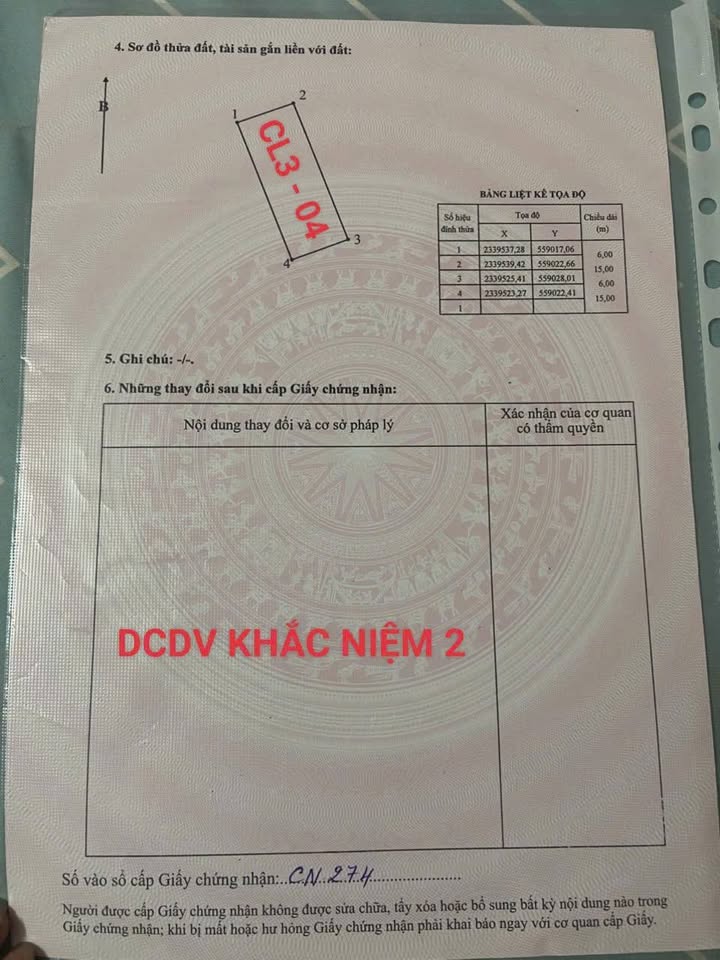 4. Sơ đồ thửa đất, tài sản gắn liền với đất:
B
1
2
3
4
CL3 - 04
BẢNG LIỆT KÊ TỌA ĐỘ
Số hiệu đỉnh thửa Tọa độ Chiều dài (m)
X Y
1 2339537,28 559017,06
6,00
2 2339539,42 559022,66
15,00
3 2339525,41 559028,01
6,00
4 2339523,27 559022,41
15,00
1
5. Ghi chú: -/-.
6. Những thay đổi sau khi cấp Giấy chứng nhận:
Nội dung thay đổi và cơ sở pháp lý
Xác nhận của cơ quan
có thẩm quyền
DCDV KHẮC NIỆM 2
Số vào sổ cấp Giấy chứng nhận:..CN..274....................
Người được cấp Giấy chứng nhận không được sửa chữa, tẩy xóa hoặc bổ sung bất kỳ nội dung nào trong
Giấy chứng nhận; khi bị mất hoặc hư hỏng Giấy chứng nhận phải khai báo ngay với cơ quan cấp Giấy.